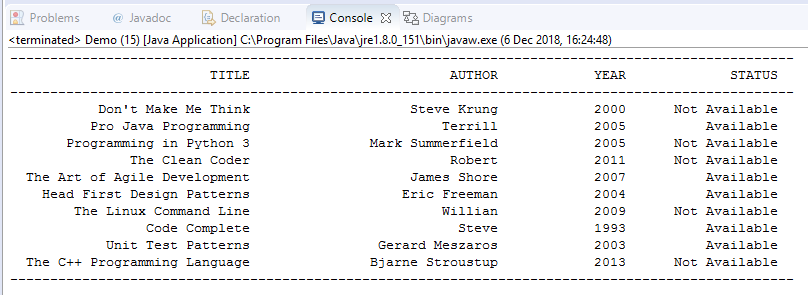 Problems @ Javadoc Declaration Console Diagrams
<terminated> Demo (15) [Java Application] C:\Program Files\Java\jre1.8.0_151\bin\javaw.exe (6 Dec 2018, 16:24:48)
--------------------------------------------------------------------------------------------------
TITLE AUTHOR YEAR STATUS
--------------------------------------------------------------------------------------------------
Don't Make Me Think Steve Krung 2000 Not Available
Pro Java Programming Terrill 2005 Available
Programming in Python 3 Mark Summerfield 2005 Not Available
The Clean Coder Robert 2011 Not Available
The Art of Agile Development James Shore 2007 Available
Head First Design Patterns Eric Freeman 2004 Available
The Linux Command Line Willian 2009 Not Available
Code Complete Steve 1993 Available
Unit Test Patterns Gerard Meszaros 2003 Available
The C++ Programming Language Bjarne Stroustup 2013 Not Available
--------------------------------------------------------------------------------------------------